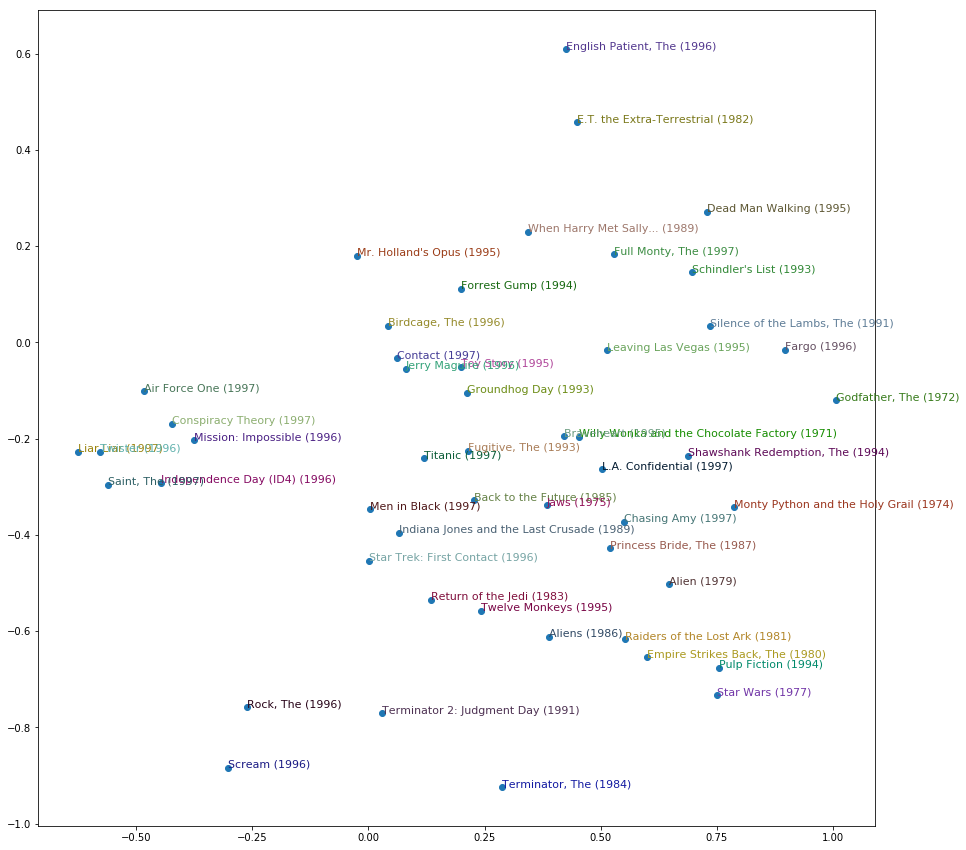 0.6
0.4
0.2
0.0
−0.2
−0.4
−0.6
−0.8
−1.0
English Patient, The (1996)
E.T. the Extra-Terrestrial (1982)
Dead Man Walking (1995)
When Harry Met Sally... (1989)
Mr. Holland's Opus (1995)
Full Monty, The (1997)
Schindler's List (1993)
Forrest Gump (1994)
Birdcage, The (1996)
Silence of the Lambs, The (1991)
Leaving Las Vegas (1995)
Fargo (1996)
Contact (1997)
Jerry Maguire (1996)
Toy Story (1995)
Air Force One (1997)
Groundhog Day (1993)
Godfather, The (1972)
Conspiracy Theory (1997)
Mission: Impossible (1996)
Braveheart (1995)
Willy Wonka and the Chocolate Factory (1971)
Liar Liar (1997)
Twister (1996)
Fugitive, The (1993)
Titanic (1997)
Shawshank Redemption, The (1994)
L.A. Confidential (1997)
Saint, The (1997)
Independence Day (ID4) (1996)
Back to the Future (1985)
Jaws (1975)
Men in Black (1997)
Monty Python and the Holy Grail (1974)
Chasing Amy (1997)
Indiana Jones and the Last Crusade (1989)
Princess Bride, The (1987)
Star Trek: First Contact (1996)
Alien (1979)
Return of the Jedi (1983)
Twelve Monkeys (1995)
Aliens (1986)
Raiders of the Lost Ark (1981)
Empire Strikes Back, The (1980)
Pulp Fiction (1994)
Star Wars (1977)
Rock, The (1996)
Terminator 2: Judgment Day (1991)
Scream (1996)
Terminator, The (1984)
−0.50
−0.25
0.00
0.25
0.50
0.75
1.00